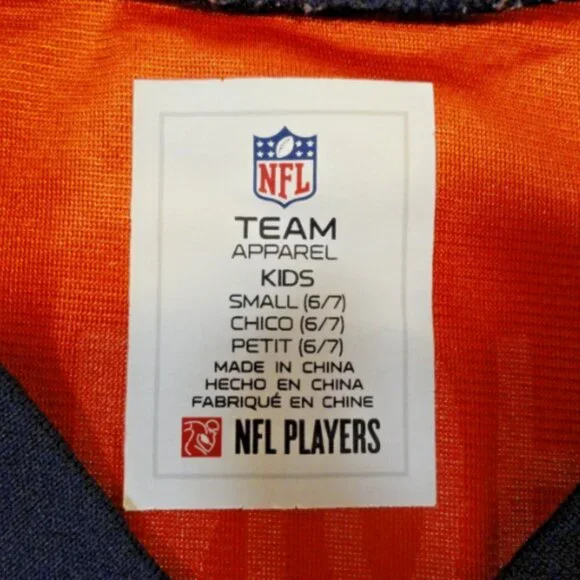 NFL
TEAM
APPAREL
KIDS
SMALL (6/7)
CHICO (6/7)
PETIT (6/7)
MADE IN CHINA
HECHO EN CHINA
FABRIQUÉ EN CHINE
NFL PLAYERS